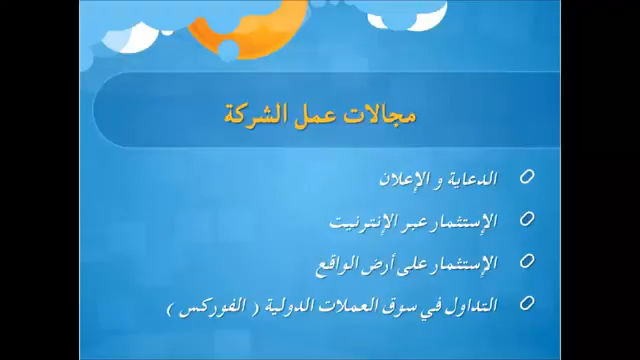 مجالات عمل الشركة
الدعاية و الإعلان
الإستثمار عبر الإنترنيت
الإستثمار على أرض الواقع
التداول في سوق العملات الدولية ( الفوركس )